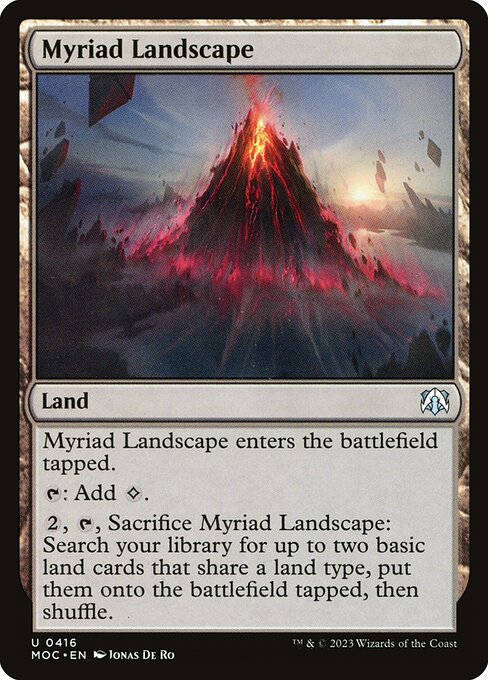 Myriad Landscape
Land
Myriad Landscape enters the battlefield
tapped.
: Add .
2, , Sacrifice Myriad Landscape:
Search your library for up to two basic
land cards that share a land type, put
them onto the battlefield tapped, then
shuffle.
U 0416
MOC • EN Jonas De Ro
™ & © 2023 Wizards of the Coast